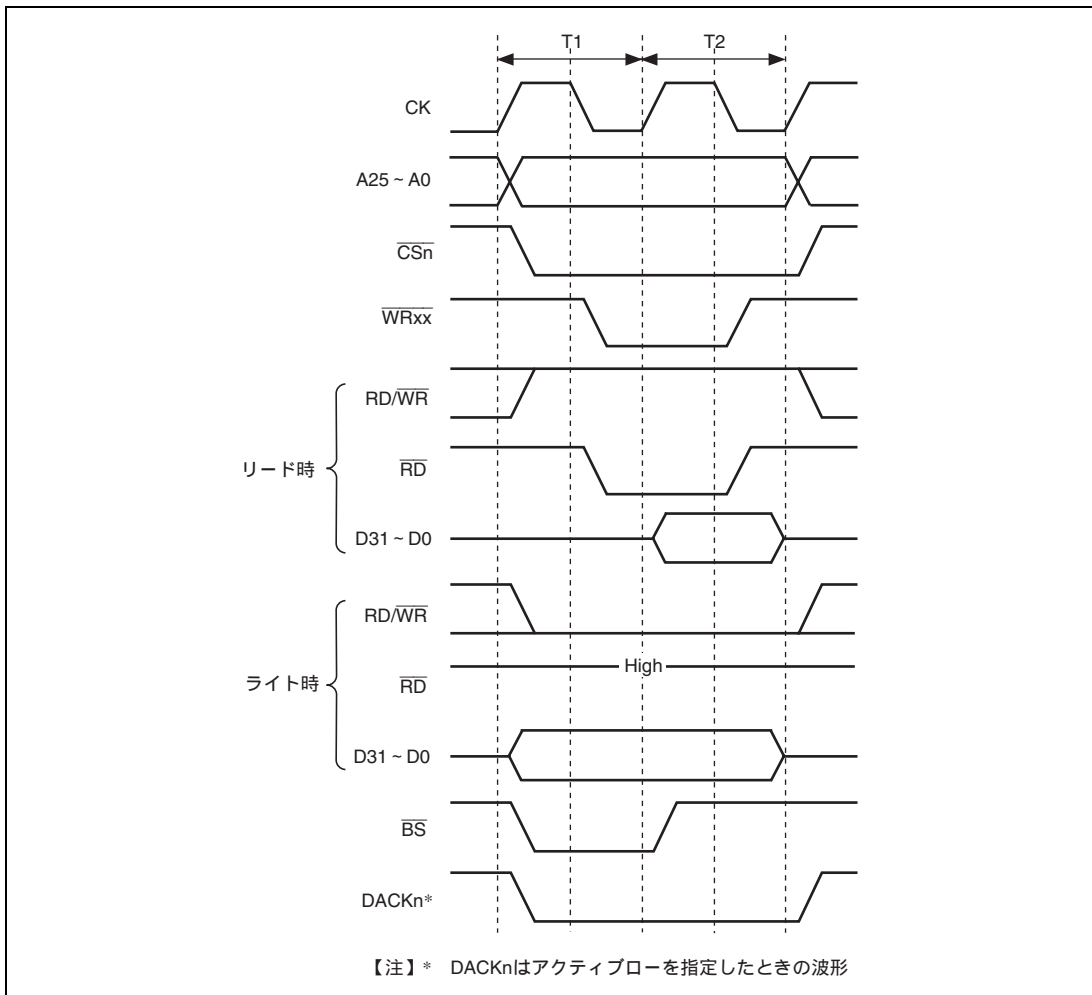 T1 T2
CK
A25 ~ A0
CSn
WRxx
リード時
RD/WR
RD
D31 ~ D0
ライト時
RD/WR
High
RD
D31 ~ D0
BS
DACKn*
【注】* DACKnはアクティブローを指定したときの波形